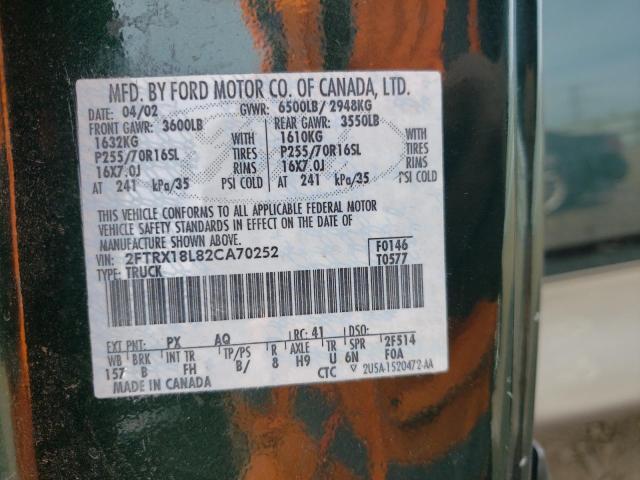 MFD. BY FORD MOTOR CO. OF CANADA, LTD.
DATE: 04/02 GVWR: 6500LB/ 2948KG
FRONT GAWR: 3600LB REAR GAWR: 3550LB
1632KG WITH 1610KG WITH
P255/70R16SL TIRES P255/70R16SL TIRES
16X7.0J RIMS 16X7.0J RIMS
AT 241 kPa/35 PSI COLD AT 241 kPa/35 PSI COLD
THIS VEHICLE CONFORMS TO ALL APPLICABLE FEDERAL MOTOR
VEHICLE SAFETY STANDARDS IN EFFECT ON THE DATE OF
MANUFACTURE SHOWN ABOVE.
VIN: 2FTRX18L82CA70252 F0146
TYPE: TRUCK T0577
EXT PNT: PX AQ RC: 41 DSO:
WB BRK INT TR TP/PS R AXLE TR SPR 2F514
157 B FH B/ 8 H9 U 6N F0A
MADE IN CANADA CTC 2U5A-1520472-AA